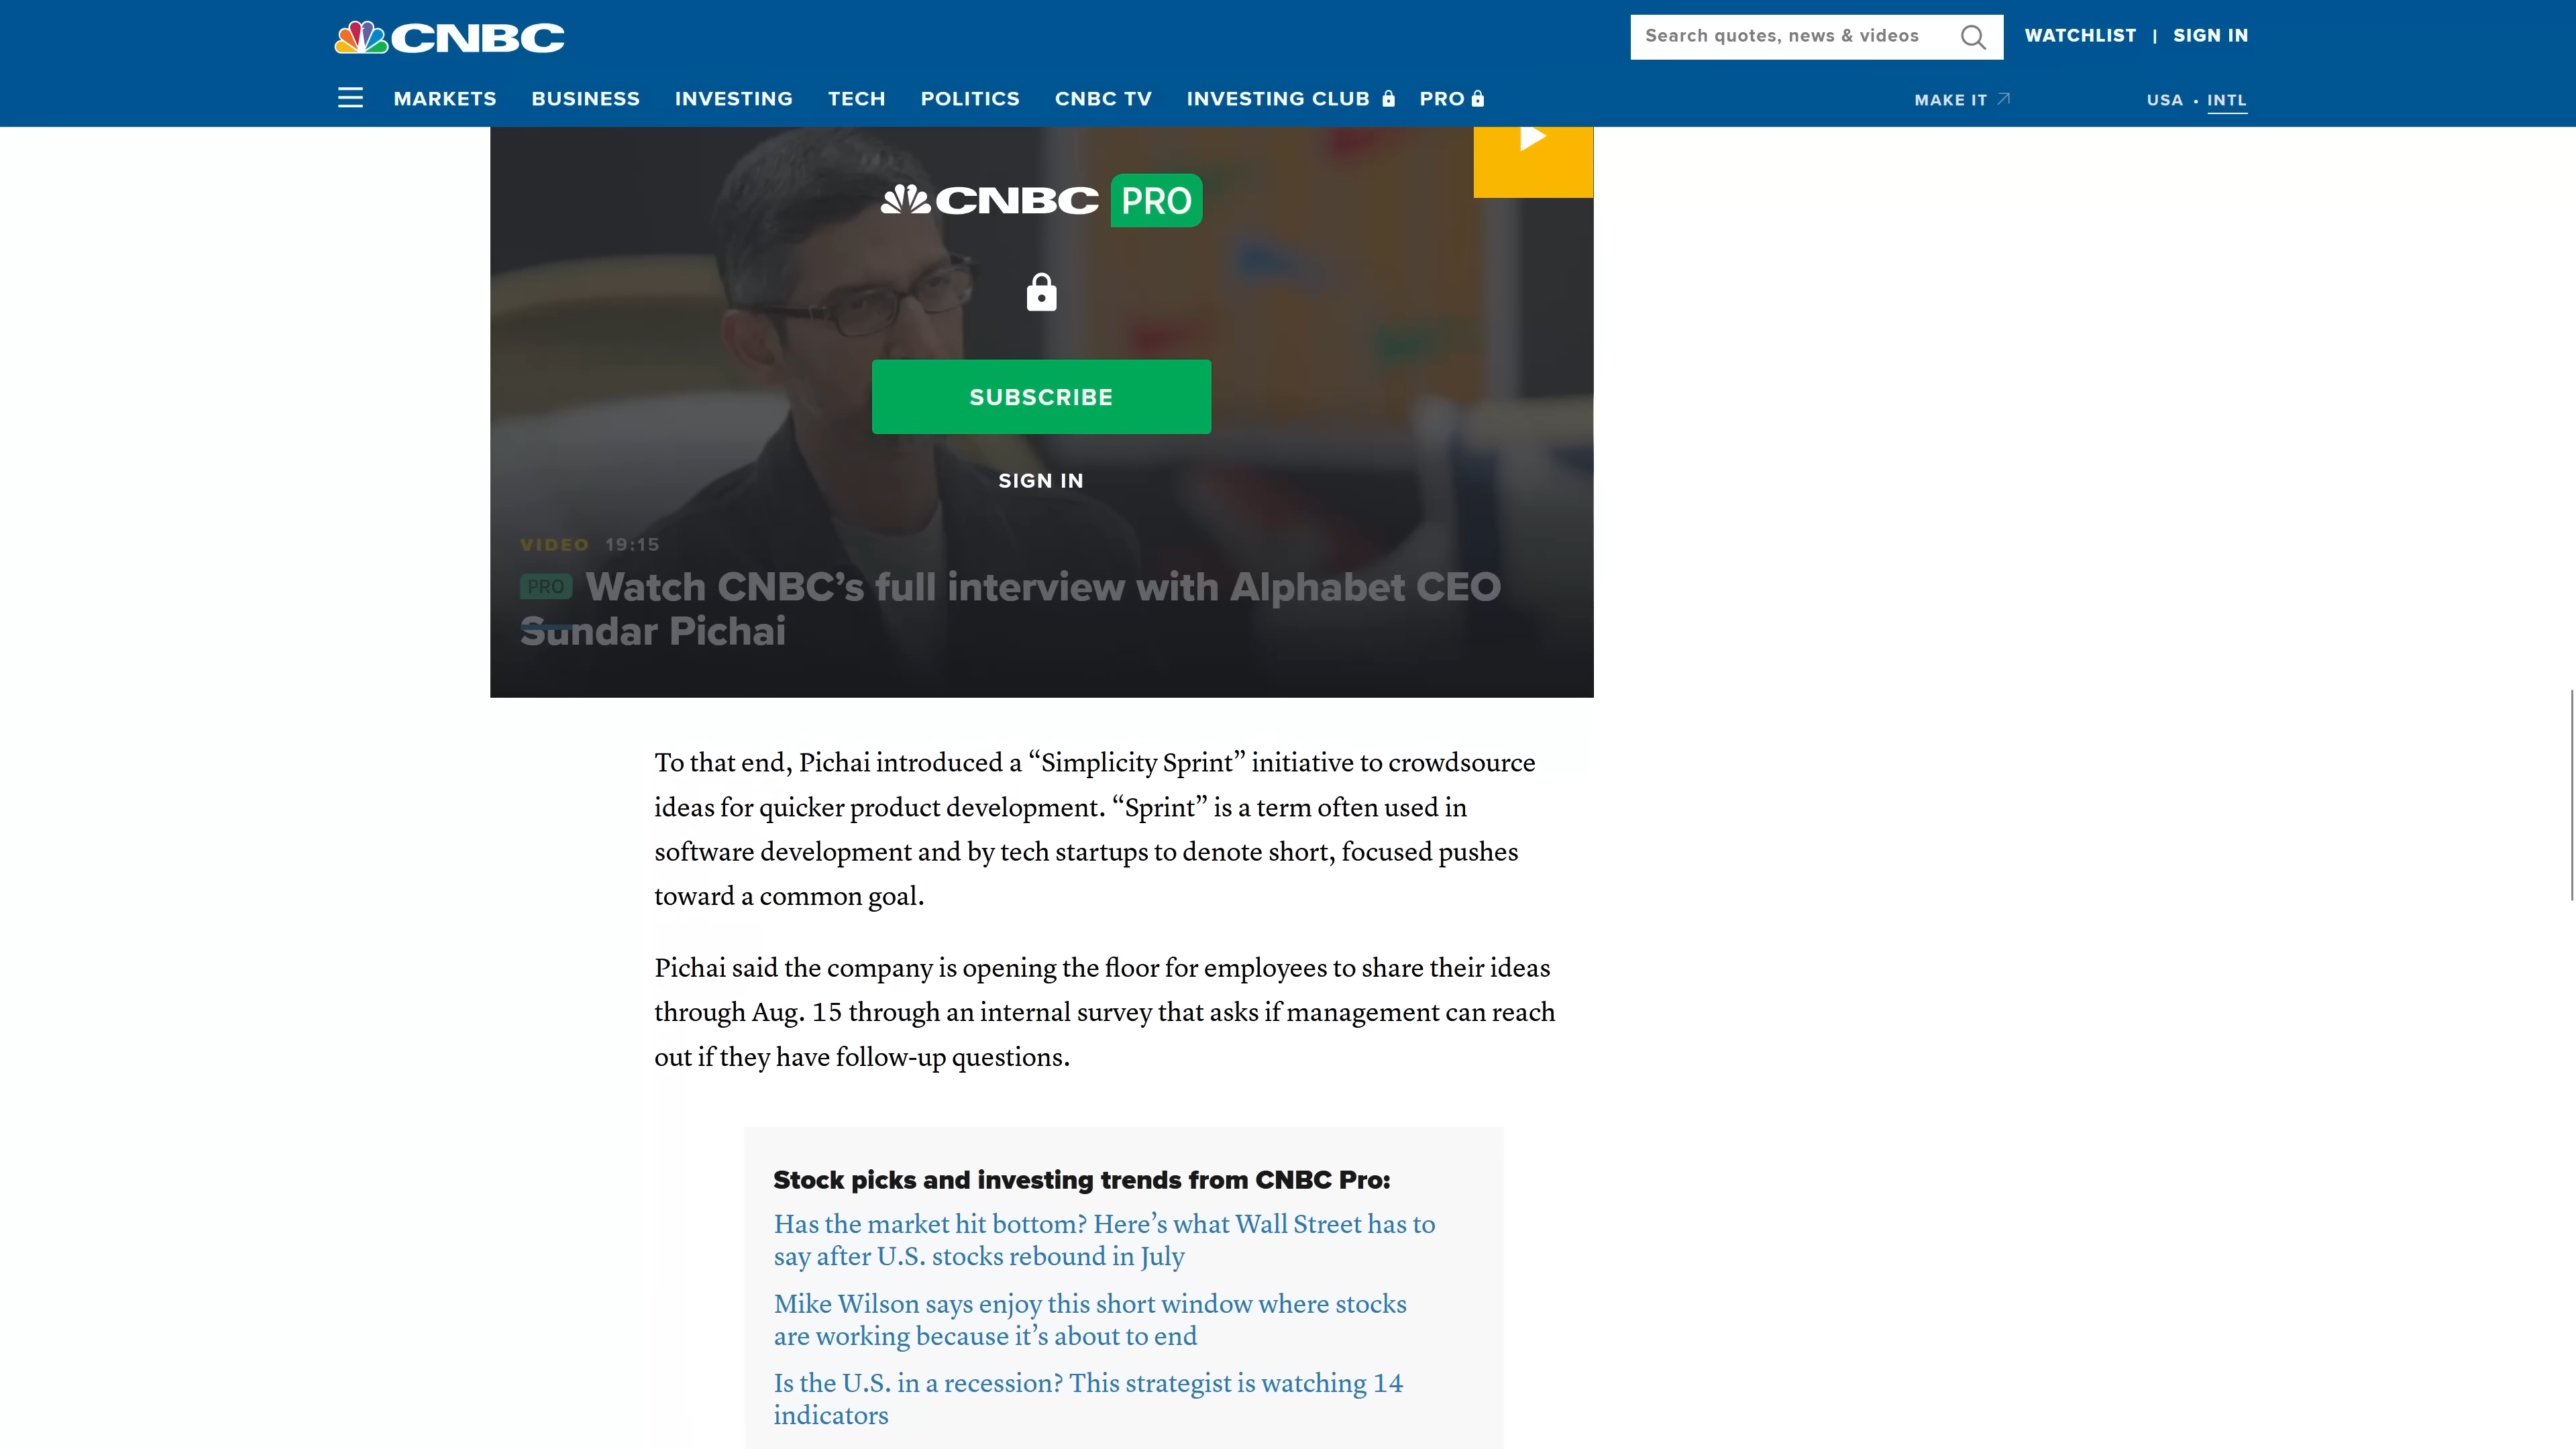 CNBC
Search quotes, news & videos
WATCHLIST | SIGN IN
MARKETS BUSINESS INVESTING TECH POLITICS CNBC TV INVESTING CLUB PRO MAKE IT USA • INTL
CNBC PRO
SUBSCRIBE
SIGN IN
VIDEO 19:15
PRO Watch CNBC’s full interview with Alphabet CEO
Sundar Pichai
To that end, Pichai introduced a “Simplicity Sprint” initiative to crowdsource
ideas for quicker product development. “Sprint” is a term often used in
software development and by tech startups to denote short, focused pushes
toward a common goal.
Pichai said the company is opening the floor for employees to share their ideas
through Aug. 15 through an internal survey that asks if management can reach
out if they have follow-up questions.
Stock picks and investing trends from CNBC Pro:
Has the market hit bottom? Here’s what Wall Street has to
say after U.S. stocks rebound in July
Mike Wilson says enjoy this short window where stocks
are working because it’s about to end
Is the U.S. in a recession? This strategist is watching 14
indicators